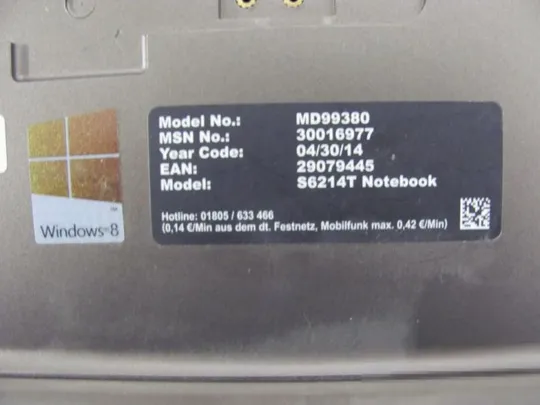 Model No.: MD99380
MSN No.: 30016977
Year Code: 04/30/14
EAN: 29079445
Model: S6214T Notebook
Hotline: 01805 / 633 466
(0,14 €/Min aus dem dt. Festnetz, Mobilfunk max. 0,42 €/Min)
Windows 8